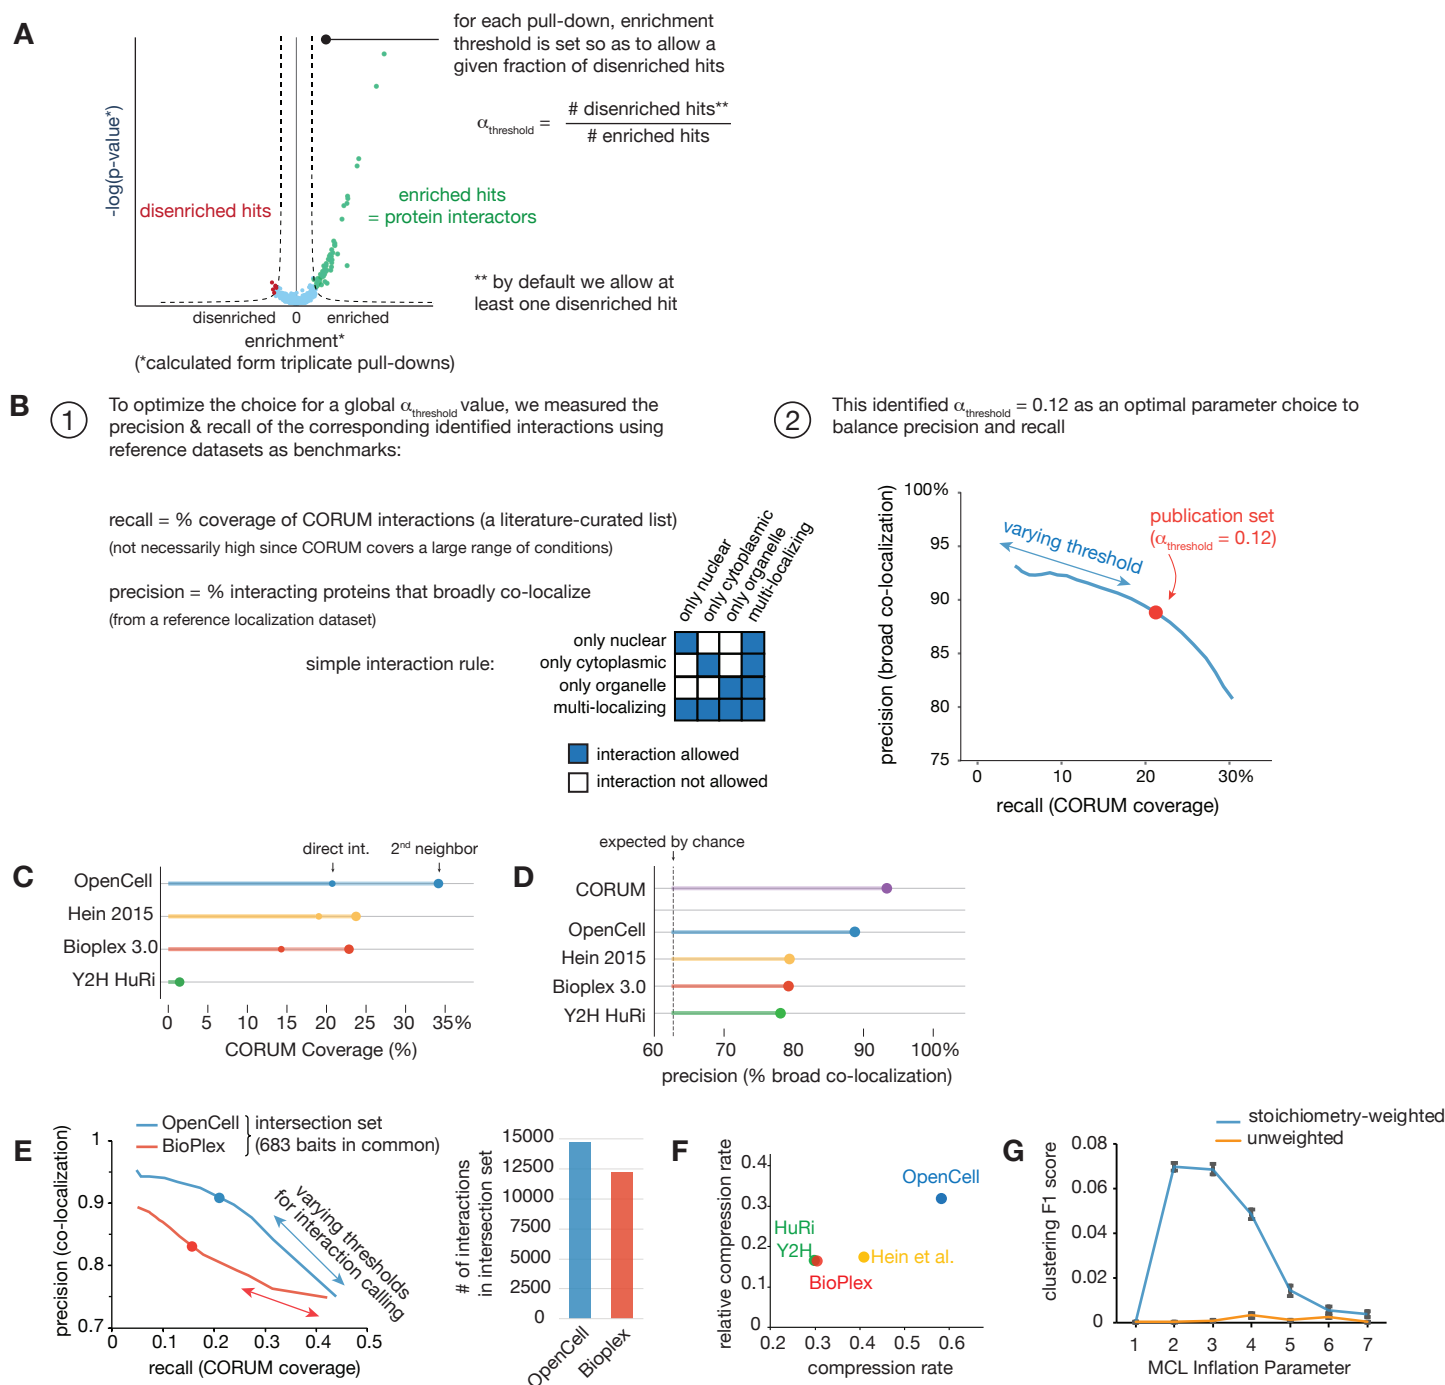 A
for each pull-down, enrichment
threshold is set so as to allow a
given fraction of disenriched hits
αthreshold = # disenriched hits**
# enriched hits
-log(p-value*)
disenriched hits
enriched hits
= protein interactors
** by default we allow at
least one disenriched hit
disenriched 0 enriched
enrichment*
(*calculated form triplicate pull-downs)
B
1
To optimize the choice for a global αthreshold value, we measured the
precision & recall of the corresponding identified interactions using
reference datasets as benchmarks:
recall = % coverage of CORUM interactions (a literature-curated list)
(not necessarily high since CORUM covers a large range of conditions)
precision = % interacting proteins that broadly co-localize
(from a reference localization dataset)
simple interaction rule:
only nuclear
only cytoplasmic
only organelle
multi-localizing
only nuclear
only cytoplasmic
only organelle
multi-localizing
interaction allowed
interaction not allowed
2
This identified αthreshold = 0.12 as an optimal parameter choice to
balance precision and recall
precision (broad co-localization)
100%
95
90
85
80
75
varying threshold
publication set
(αthreshold = 0.12)
0 10 20 30%
recall (CORUM coverage)
C
direct int. 2nd neighbor
OpenCell
Hein 2015
Bioplex 3.0
Y2H HuRi
0 5 10 15 20 25 30 35%
CORUM Coverage (%)
D
expected by chance
CORUM
OpenCell
Hein 2015
Bioplex 3.0
Y2H HuRi
60 70 80 90 100%
precision (% broad co-localization)
E
OpenCell
BioPlex
intersection set
(683 baits in common)
precision (co-localization)
1
0.9
0.8
0.7
varying thresholds
for interaction calling
0 0.1 0.2 0.3 0.4 0.5
recall (CORUM coverage)
# of interactions
in intersection set
15000
12500
10000
7500
5000
2500
0
OpenCell
Bioplex
F
relative compression rate
0.4
0.3
0.2
0.1
0
OpenCell
HuRi
Y2H
Hein et al.
BioPlex
0.2 0.3 0.4 0.5 0.6
compression rate
G
stoichiometry-weighted
unweighted
clustering F1 score
0.08
0.06
0.04
0.02
0
1 2 3 4 5 6 7
MCL Inflation Parameter